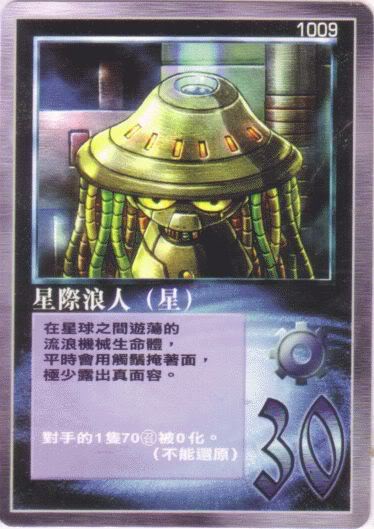 1009
星際浪人（星）
在星球之間遊蕩的
流浪機械生命體，
平時會用觸鬚掩著面，
極少露出真面容。
對手的1隻70㊁被0化。
（不能還原）
30